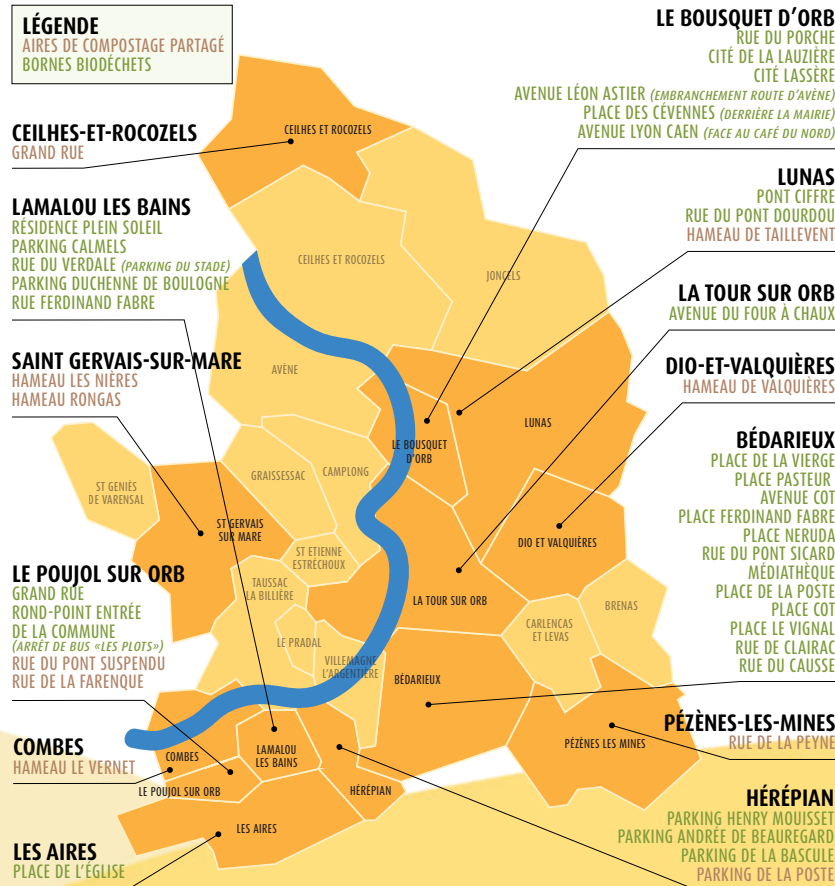 LÉGENDE
AIRES DE COMPOSTAGE PARTAGÉ
BORNES BIODÉCHETS
CEILHES-ET-ROCOZELS
GRAND RUE
LAMALOU LES BAINS
RÉSIDENCE PLEIN SOLEIL
PARKING CALMELS
RUE DU VERDALE (PARKING DU STADE)
PARKING DUCHENNE DE BOULOGNE
RUE FERDINAND FABRE
SAINT GERVAIS-SUR-MARE
HAMEAU LES NIÈRES
HAMEAU RONGAS
LE POUJOL SUR ORB
GRAND RUE
ROND-POINT ENTRÉE
DE LA COMMUNE
(ARRÊT DE BUS «LES PLOTS»)
RUE DU PONT SUSPENDU
RUE DE LA FARENQUE
COMBES
HAMEAU LE VERNET
LES AIRES
PLACE DE L'ÉGLISE
CEILHES ET ROCOZELS
CEILHES ET ROCOZELS
JONCELS
AVÈNE
LUNAS
LE BOUSQUET
D'ORB
CAMPLONG
GRAISSESSAC
ST GENIÈS
DE VARENSAL
ST GERVAIS
SUR MARE
ST ETIENNE
ESTRÉCHOUX
DIO ET VALQUIÈRES
TAUSSAC
LA BILLIÈRE
LA TOUR SUR ORB
BRENAS
CARLENCAS
ET LEVAS
LE PRADAL
VILLEMAGNE
L'ARGENTIÈRE
BÉDARIEUX
PÉZÈNES LES MINES
COMBES
LAMALOU
LES BAINS
LE POUJOL SUR ORB
HÉRÉPIAN
LES AIRES
LE BOUSQUET D'ORB
RUE DU PORCHE
CITÉ DE LA LAUZIÈRE
CITÉ LASSÈRE
AVENUE LÉON ASTIER (EMBRANCHEMENT ROUTE D'AVÈNE)
PLACE DES CÉVENNES (DERRIÈRE LA MAIRIE)
AVENUE LYON CAEN (FACE AU CAFÉ DU NORD)
LUNAS
PONT CIFFRE
RUE DU PONT DOURDOU
HAMEAU DE TAILLEVENT
LA TOUR SUR ORB
AVENUE DU FOUR À CHAUX
DIO-ET-VALQUIÈRES
HAMEAU DE VALQUIÈRES
BÉDARIEUX
PLACE DE LA VIERGE
PLACE PASTEUR
AVENUE COT
PLACE FERDINAND FABRE
PLACE NERUDA
RUE DU PONT SICARD
MÉDIATHÈQUE
PLACE DE LA POSTE
PLACE COT
PLACE LE VIGNAL
RUE DE CLAIRAC
RUE DU CAUSSE
PÉZÈNES-LES-MINES
RUE DE LA PEYNE
HÉRÉPIAN
PARKING HENRY MOUISSET
PARKING ANDRÉE DE BEAUREGARD
PARKING DE LA BASCULE
PARKING DE LA POSTE